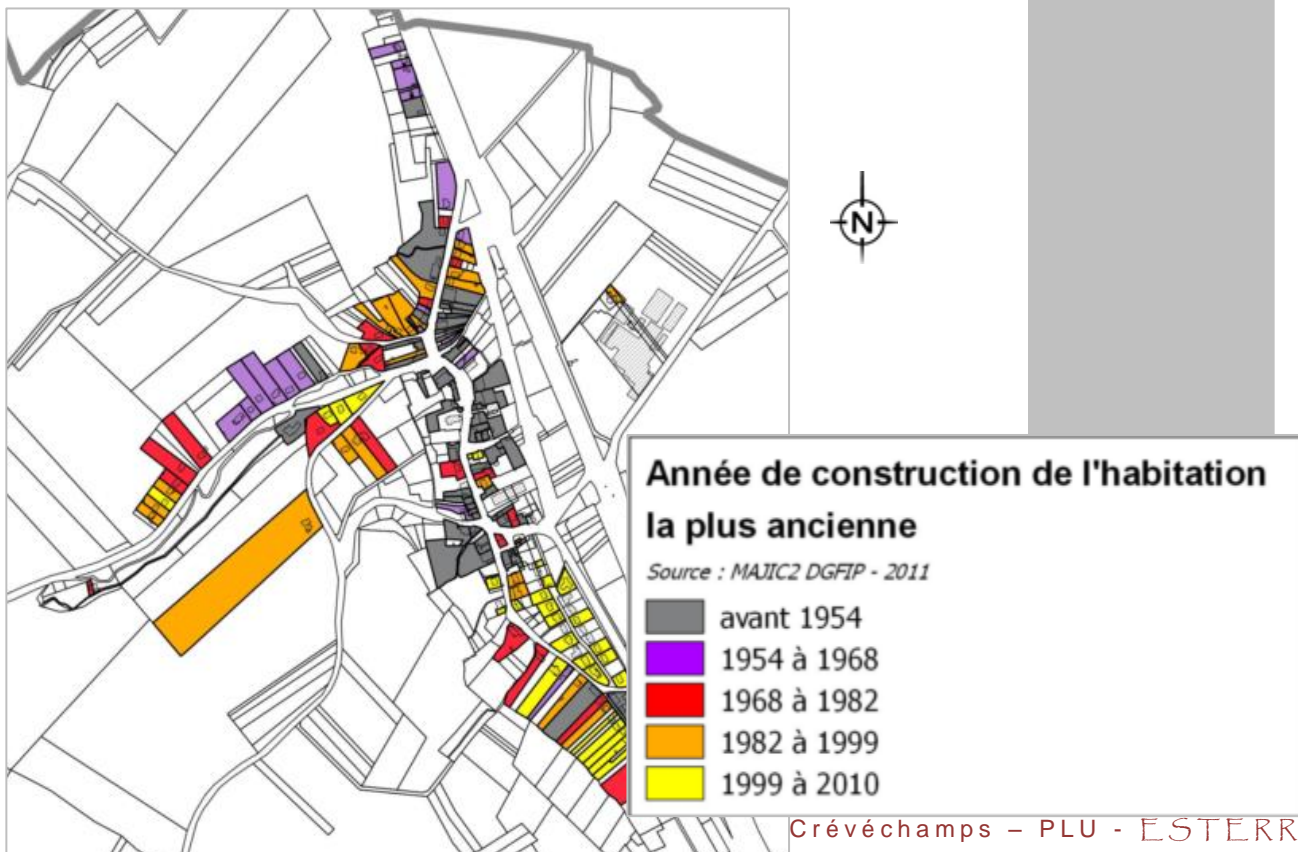 N
Année de construction de l'habitation
la plus ancienne
Source : MAJIC2 DGFIP - 2011
avant 1954
1954 à 1968
1968 à 1982
1982 à 1999
1999 à 2010
Crévéchamps – PLU - ESTERR